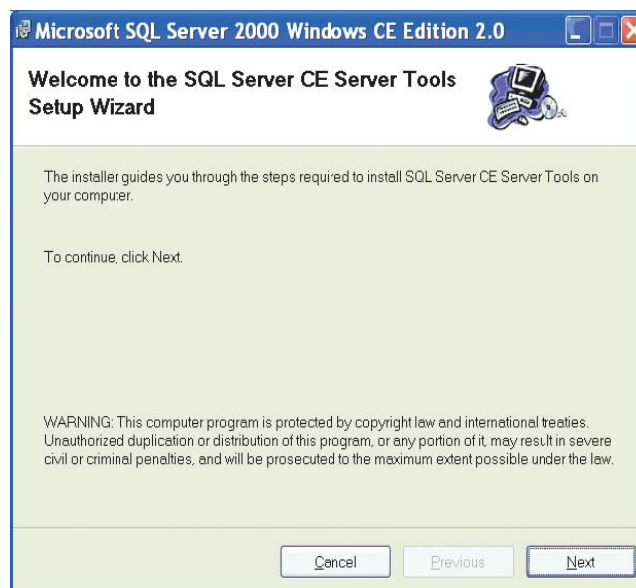 Microsoft SQL Server 2000 Windows CE Edition 2.0
Welcome to the SQL Server CE Server Tools
Setup Wizard
The installer guides you through the steps required to install SQL Server CE Server Tools on
your computer.
To continue, click Next.
WARNING: This computer program is protected by copyright law and international treaties.
Unauthorized duplication or distribution of this program, or any portion of it, may result in severe
civil or criminal penalties, and will be prosecuted to the maximum extent possible under the law.
Cancel
Previous
Next